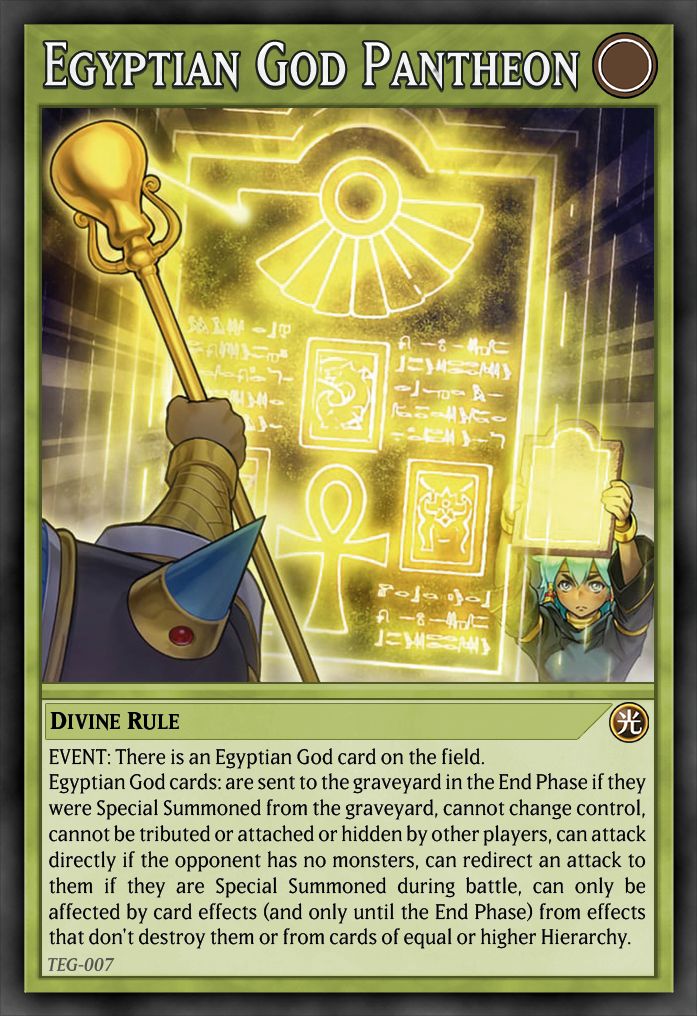 Egyptian God Pantheon
Divine Rule
光
EVENT: There is an Egyptian God card on the field.
Egyptian God cards: are sent to the graveyard in the End Phase if they
were Special Summoned from the graveyard, cannot change control,
cannot be tributed or attached or hidden by other players, can attack
directly if the opponent has no monsters, can redirect an attack to
them if they are Special Summoned during battle, can only be
affected by card effects (and only until the End Phase) from effects
that don't destroy them or from cards of equal or higher Hierarchy.
TEG-007